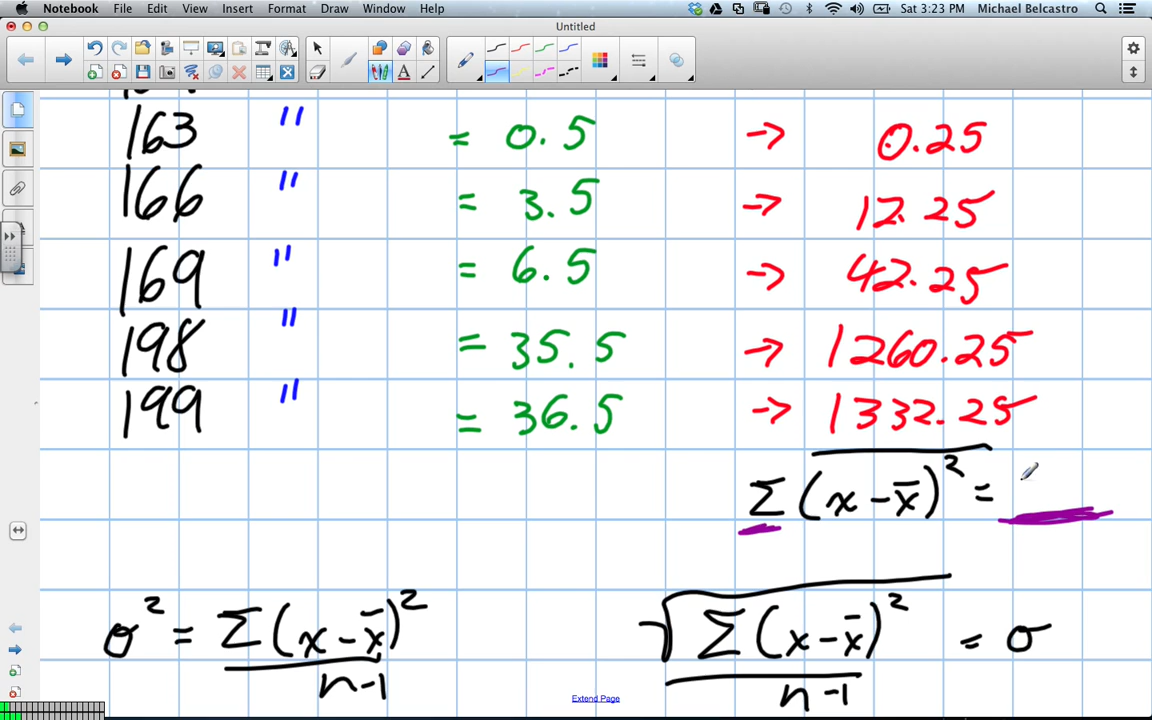 Notebook File Edit View Insert Format Draw Window Help Sat 3:23 PM Michael Belcastro
Untitled
163 " = 0.5 → 0.25
166 " = 3.5 → 12.25
169 " = 6.5 → 42.25
198 " = 35.5 → 1260.25
199 " = 36.5 → 1332.25
Σ(x-x̄)² =
σ² = Σ(x-x̄)² / n-1
√Σ(x-x̄)² / n-1 = σ
Extend Page